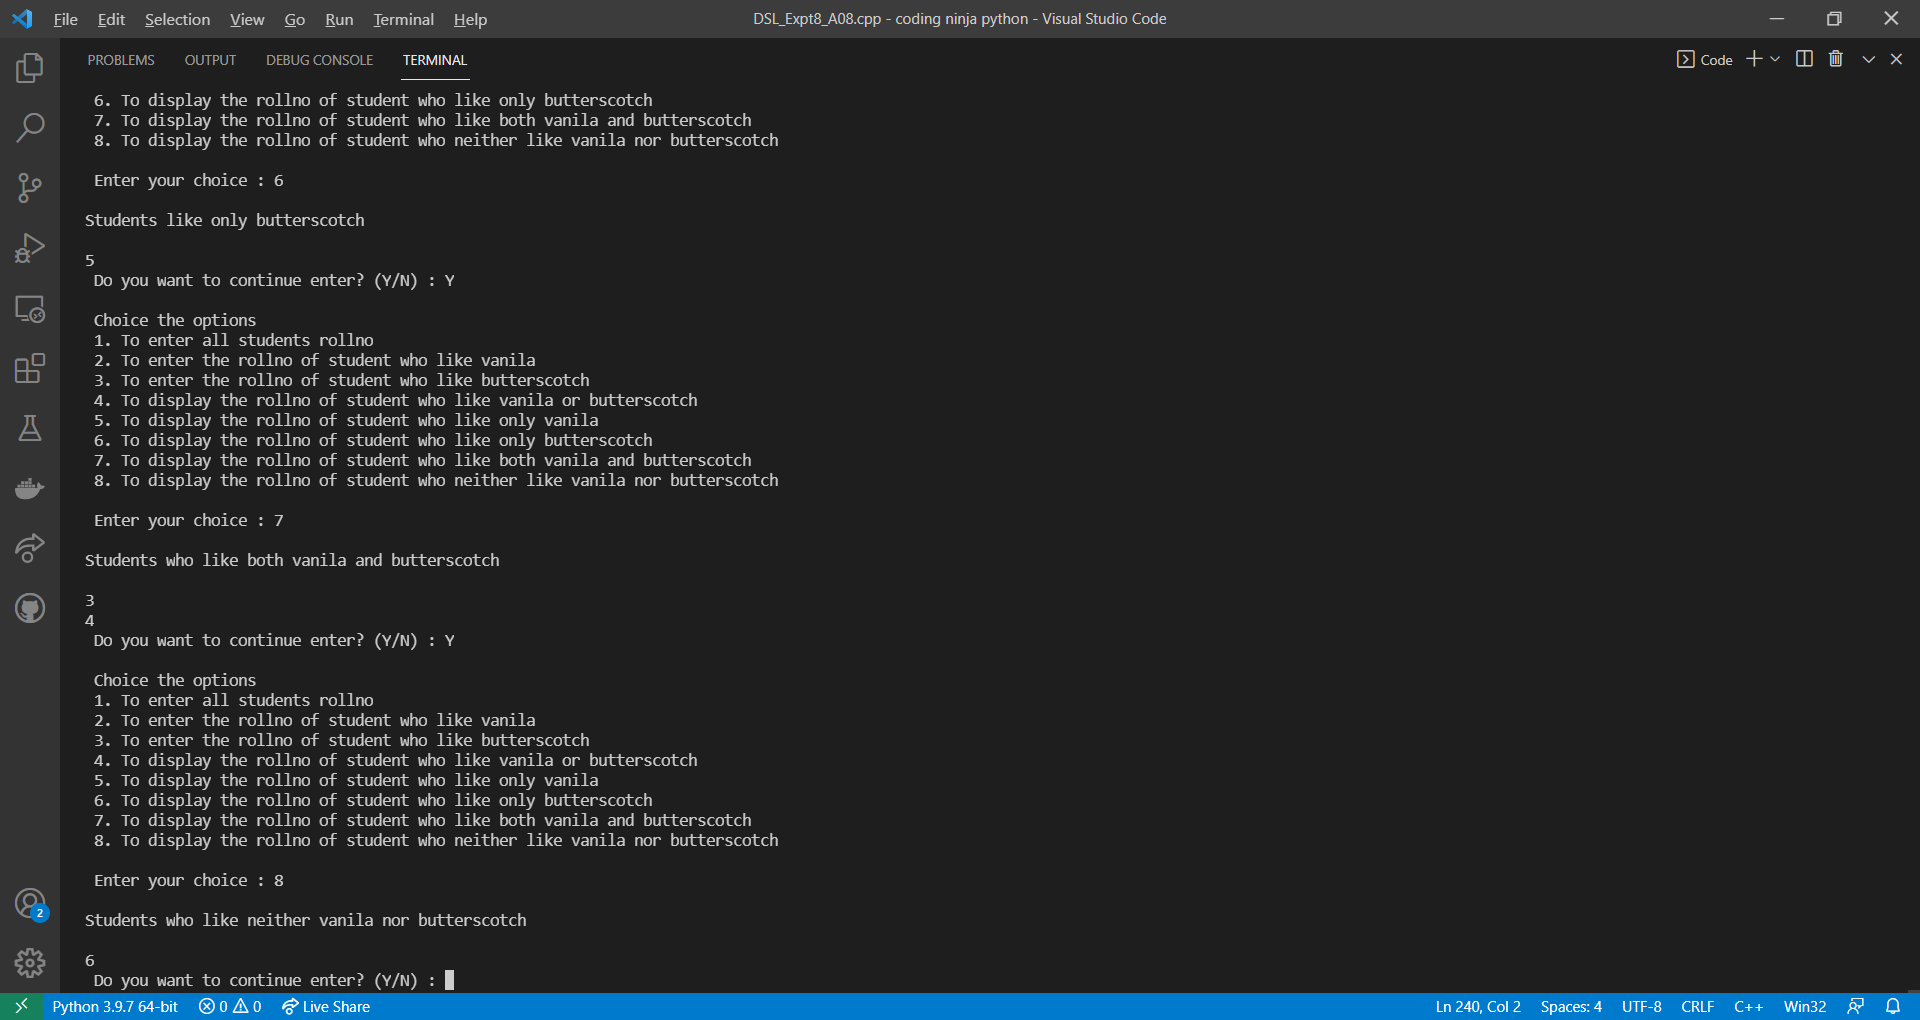 File Edit Selection View Go Run Terminal Help
DSL_Expt8_A08.cpp - coding ninja python - Visual Studio Code
PROBLEMS OUTPUT DEBUG CONSOLE TERMINAL
Code
6. To display the rollno of student who like only butterscotch
7. To display the rollno of student who like both vanila and butterscotch
8. To display the rollno of student who neither like vanila nor butterscotch
Enter your choice : 6
Students like only butterscotch
5
Do you want to continue enter? (Y/N) : Y
Choice the options
1. To enter all students rollno
2. To enter the rollno of student who like vanila
3. To enter the rollno of student who like butterscotch
4. To display the rollno of student who like vanila or butterscotch
5. To display the rollno of student who like only vanila
6. To display the rollno of student who like only butterscotch
7. To display the rollno of student who like both vanila and butterscotch
8. To display the rollno of student who neither like vanila nor butterscotch
Enter your choice : 7
Students who like both vanila and butterscotch
3
4
Do you want to continue enter? (Y/N) : Y
Choice the options
1. To enter all students rollno
2. To enter the rollno of student who like vanila
3. To enter the rollno of student who like butterscotch
4. To display the rollno of student who like vanila or butterscotch
5. To display the rollno of student who like only vanila
6. To display the rollno of student who like only butterscotch
7. To display the rollno of student who like both vanila and butterscotch
8. To display the rollno of student who neither like vanila nor butterscotch
Enter your choice : 8
Students who like neither vanila nor butterscotch
6
Do you want to continue enter? (Y/N) :
2
Python 3.9.7 64-bit 0 0 Live Share
Ln 240, Col 2 Spaces: 4 UTF-8 CRLF C++ Win32